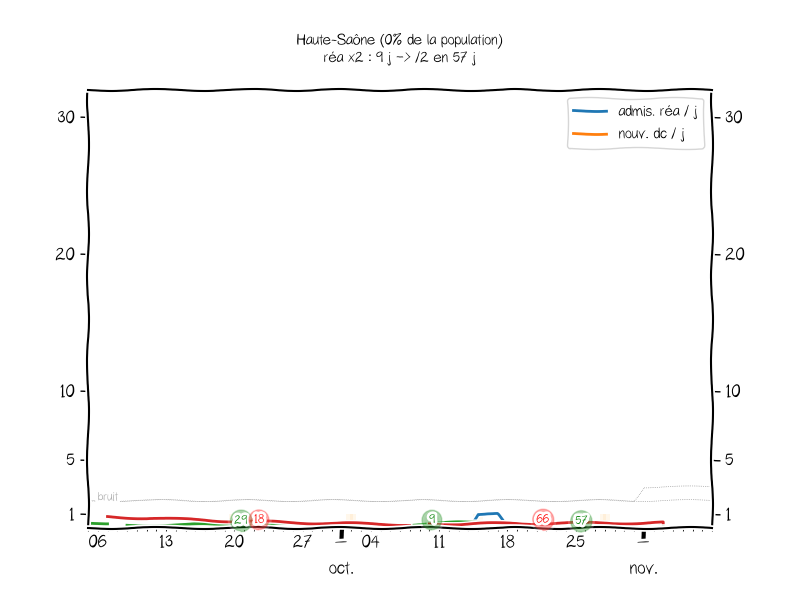 Haute-Saône (0% de la population)
réa x2 : 9 j -> /2 en 57 j
admis. réa / j
nouv. dc / j
30 30
20 20
10 10
5 5
bruit
1 1
29 18 9 66 57
06 13 20 27 04 11 18 25
oct. nov.